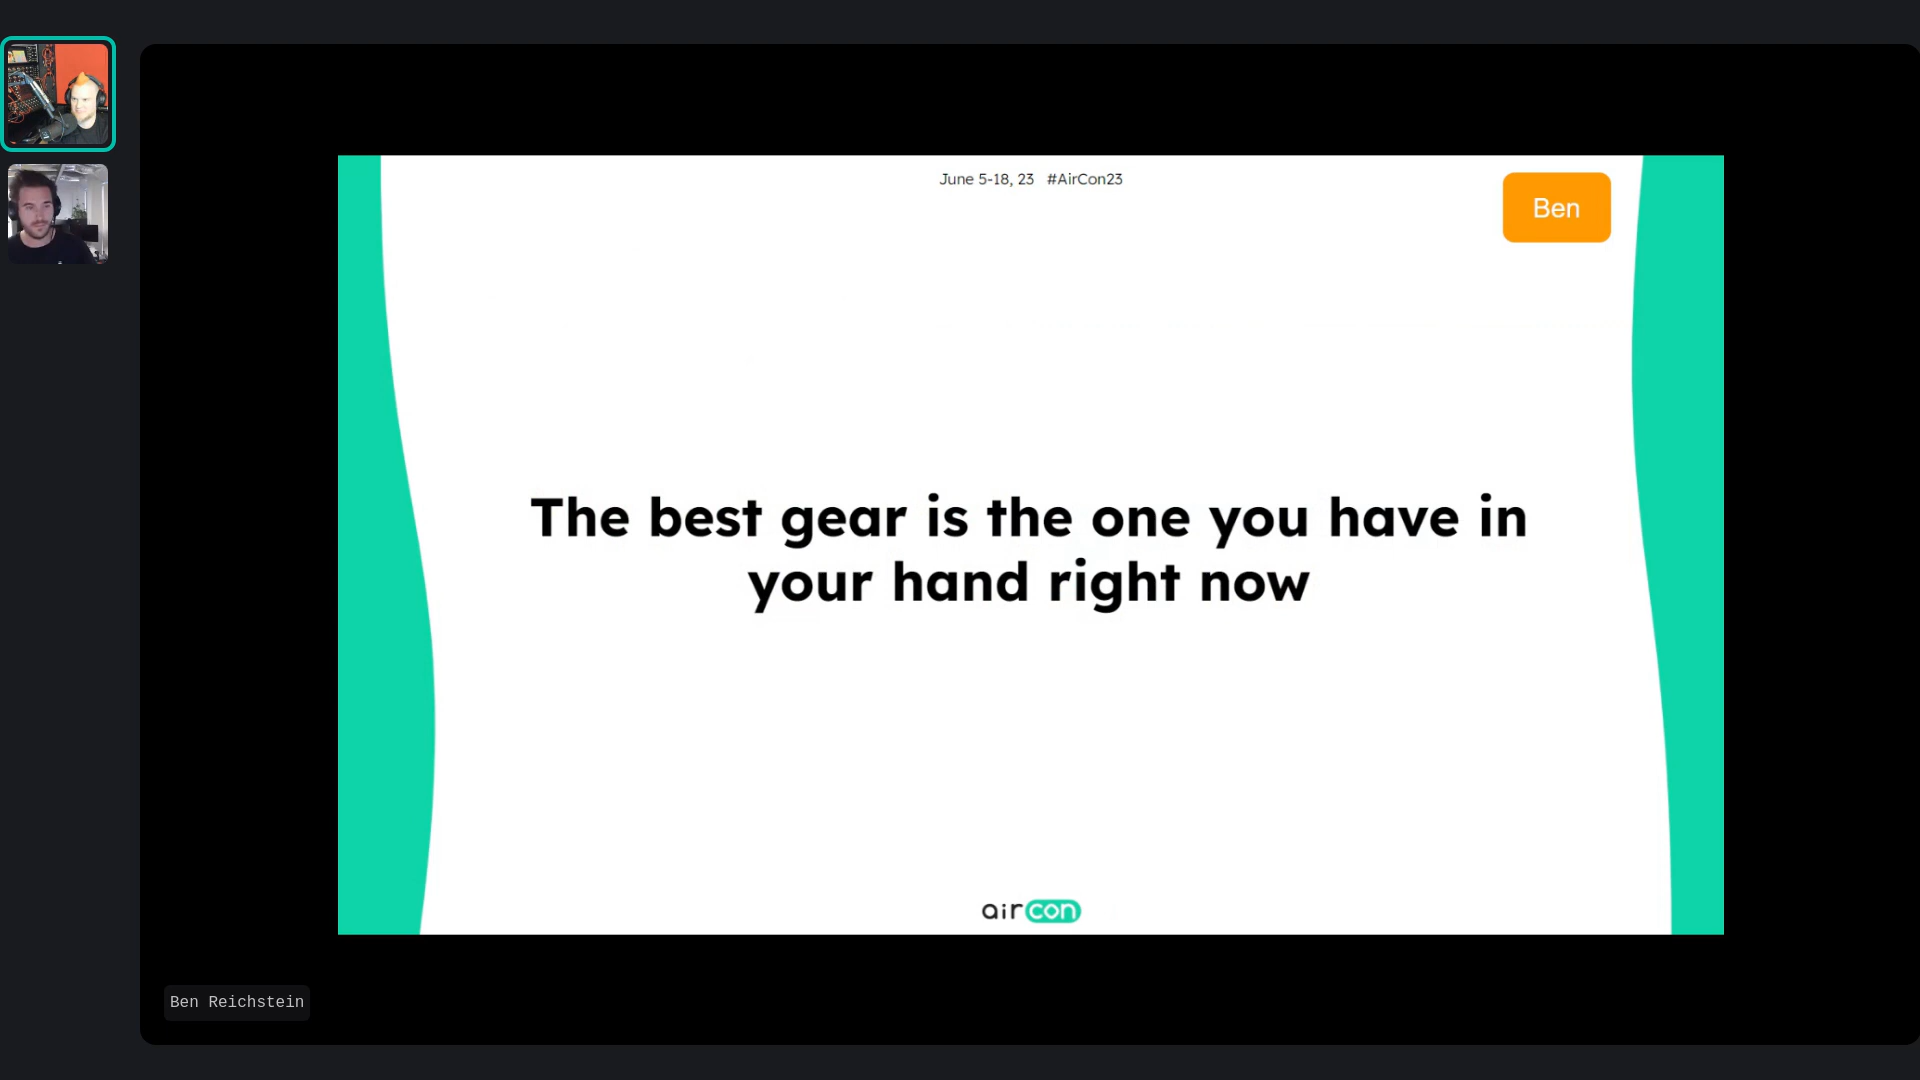 June 5-18, 23 #AirCon23
Ben
The best gear is the one you have in
your hand right now
aircon
Ben Reichstein